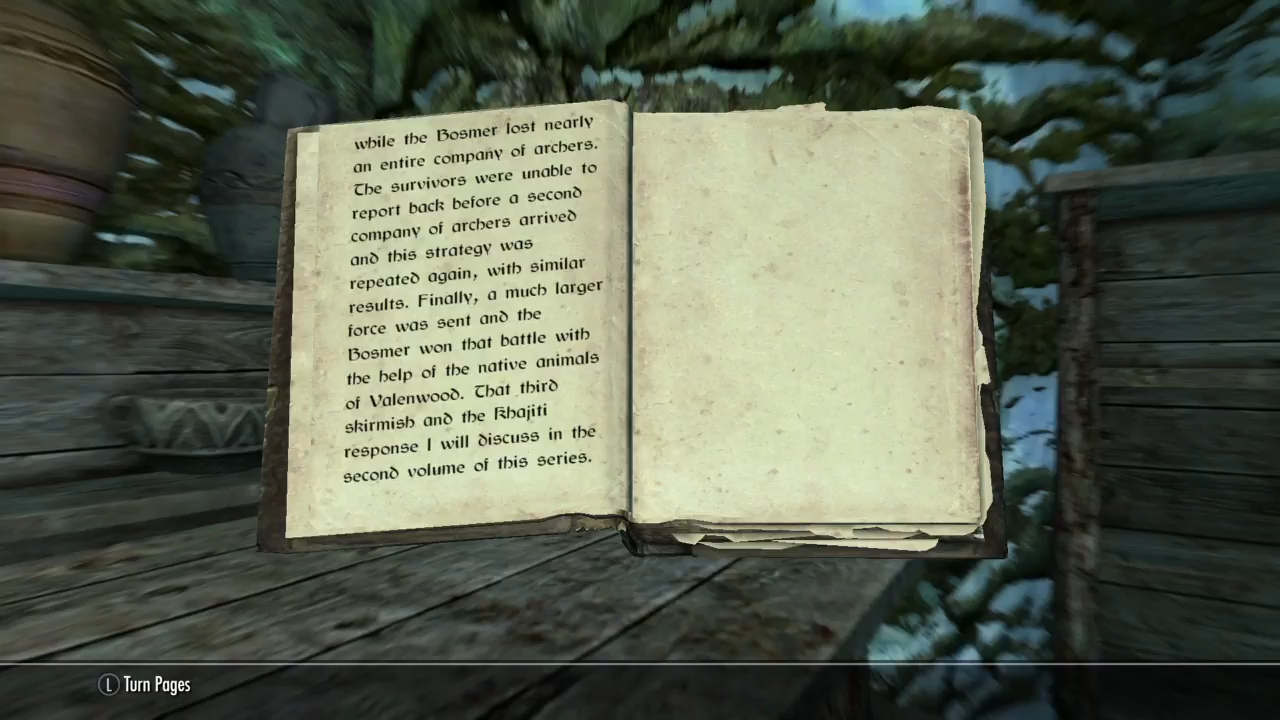 while the Bosmer lost nearly
an entire company of archers.
The survivors were unable to
report back before a second
company of archers arrived
and this strategy was
repeated again, with similar
results. Finally, a much larger
force was sent and the
Bosmer won that battle with
the help of the native animals
of Valenwood. That third
skirmish and the Khajiti
response I will discuss in the
second volume of this series.
L Turn Pages